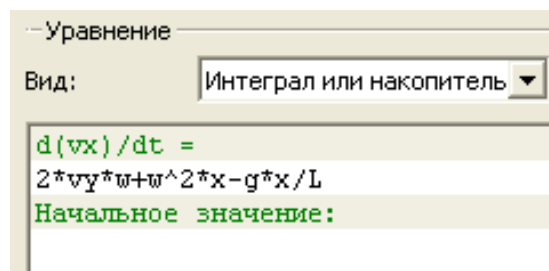 Уравнение
Вид: Интеграл или накопитель
d(vx)/dt =
2*vy*w+w^2*x-g*x/L
Начальное значение: